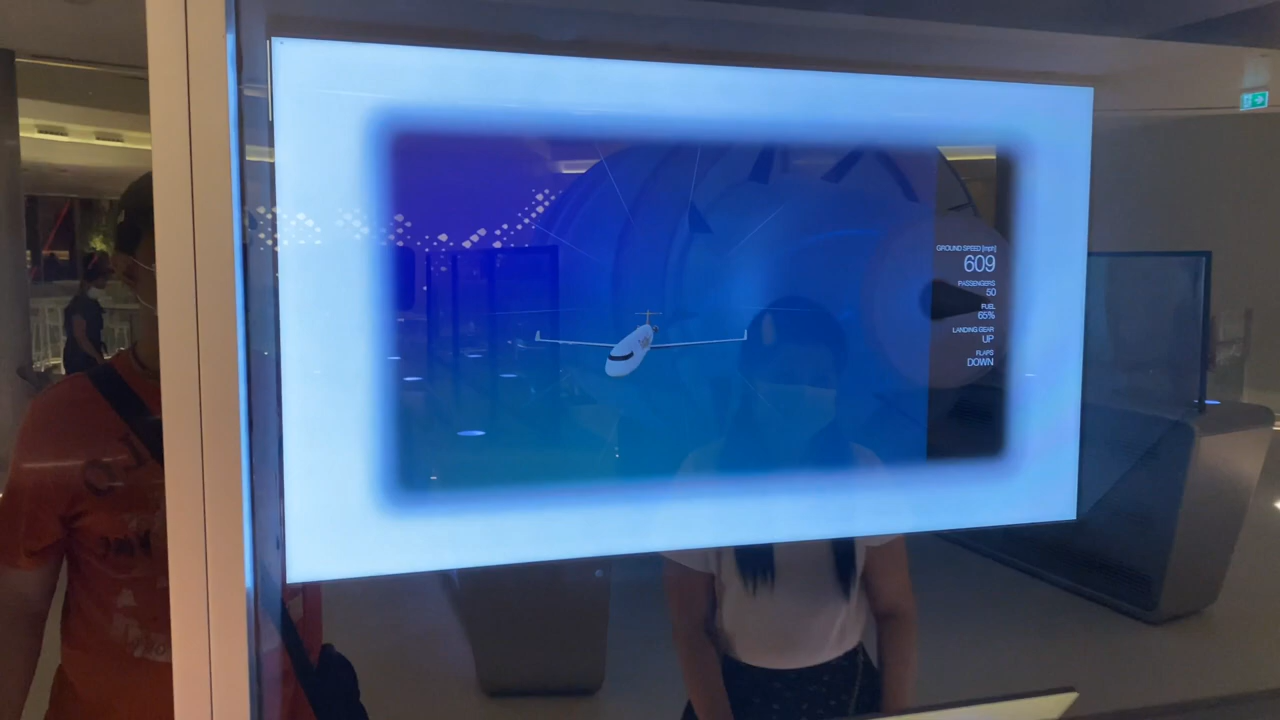 GROUND SPEED [mph]
609
PASSENGERS
50
FUEL
65%
LANDING GEAR
UP
FLAPS
DOWN